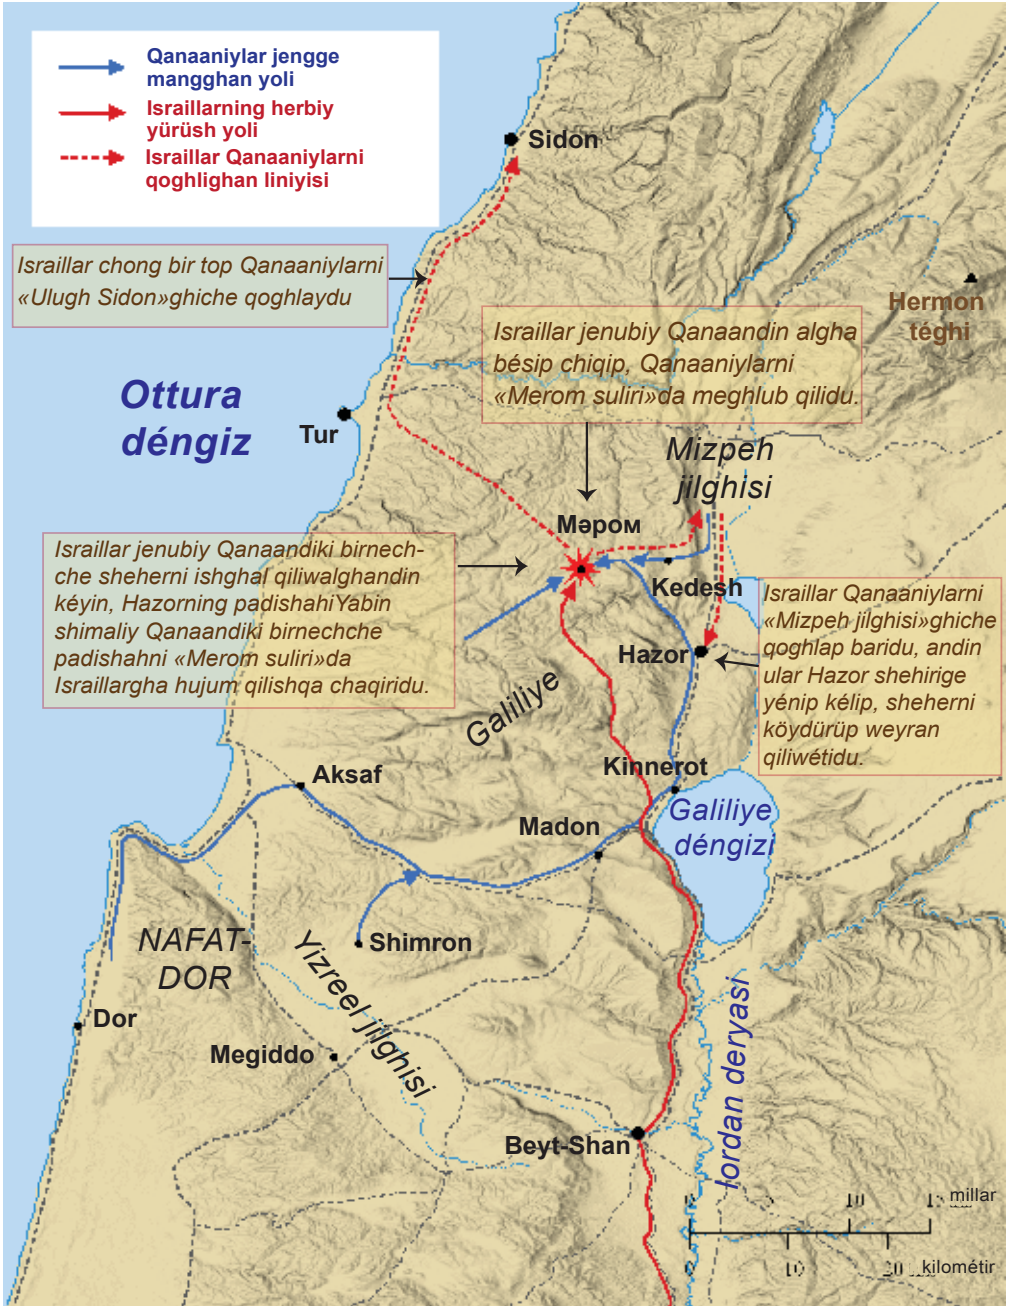 Qanaaniylar jengge
mangghan yoli
Israillarning herbiy
yürüsh yoli
Israillar Qanaaniylarni
qoghlighan liniyisi
Sidon
Israillar chong bir top Qanaaniylarni
«Ulugh Sidon»ghiche qoghlaydu
Hermon
téghi
Israillar jenubiy Qanaandin algha
bésip chiqip, Qanaaniylarni
«Merom suliri»da meghlub qilidu.
Ottura
déngiz
Tur
Mizpeh
jilghisi
Мәром
Israillar jenubiy Qanaandiki birnech-
che sheherni ishghal qiliwalghandin
kéyin, Hazorning padishahiYabin
shimaliy Qanaandiki birnechche
padishahni «Merom suliri»da
Israillargha hujum qilishqa chaqiridu.
Kedesh
Israillar Qanaaniylarni
«Mizpeh jilghisi»ghiche
qoghlap baridu, andin
ular Hazor shehirige
yénip kélip, sheherni
köydürüp weyran
qiliwétidu.
Hazor
Galiliye
Kinnerot
Aksaf
Galiliye
déngizi
Madon
NAFAT-
DOR
Shimron
Yizreel jilghisi
Dor
Megiddo
Iordan deryasi
Beyt-Shan
10 millar
0 10 20 kilométir